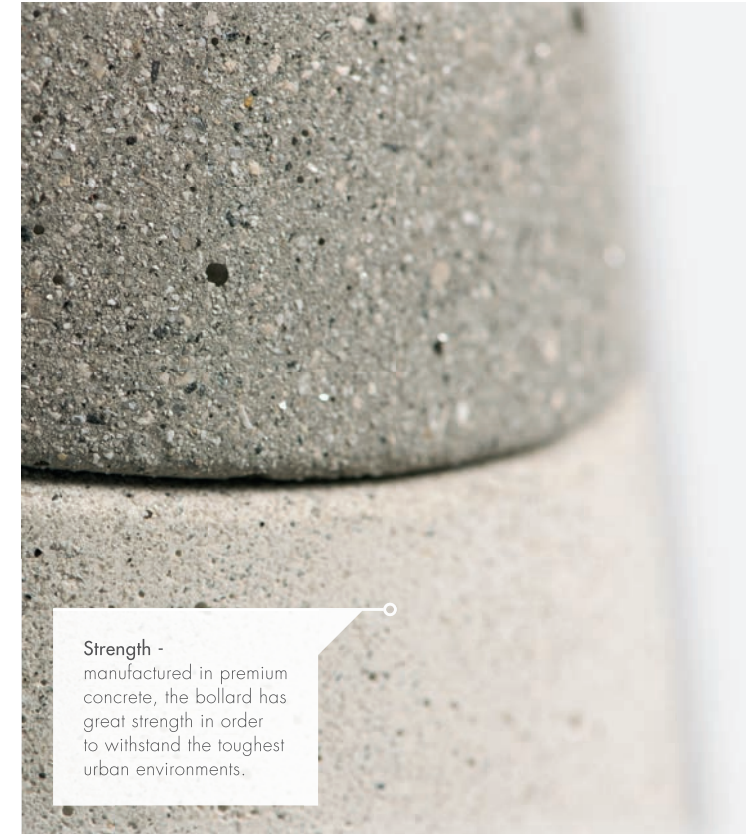 Strength -
manufactured in premium
concrete, the bollard has
great strength in order
to withstand the toughest
urban environments.